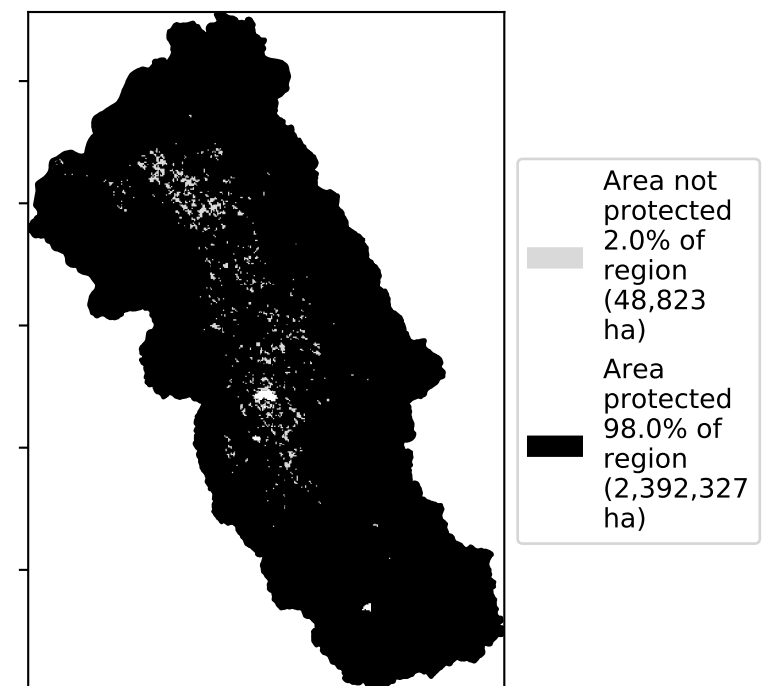 Area not
protected
2.0% of
region
(48,823
ha)
Area
protected
98.0% of
region
(2,392,327
ha)